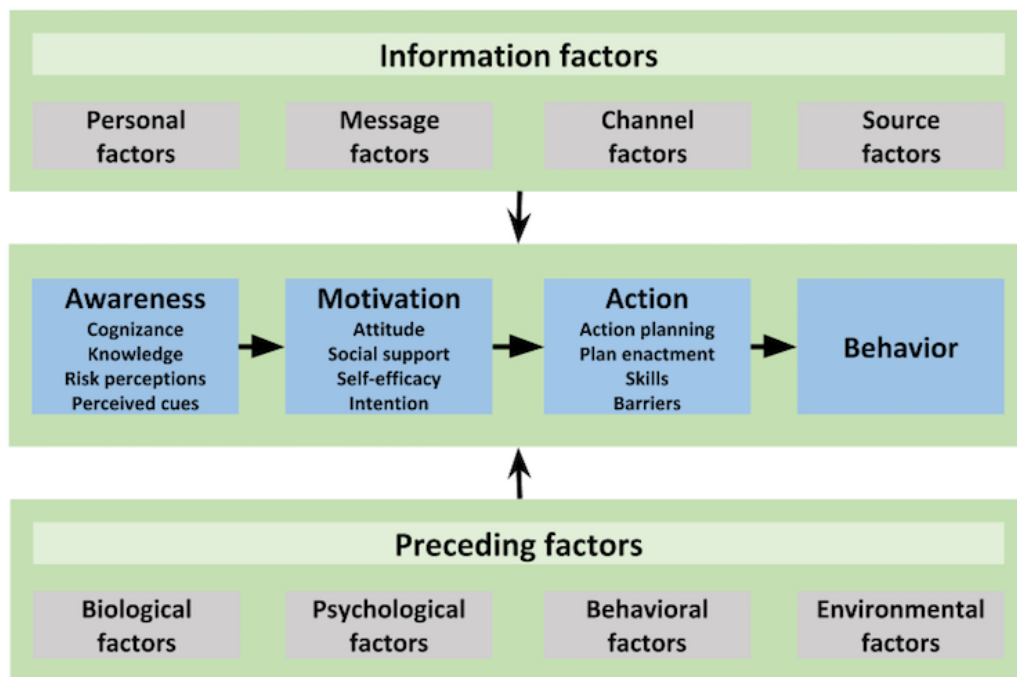 Information factors
Personal
factors
Message
factors
Channel
factors
Source
factors
Awareness
Cognizance
Knowledge
Risk perceptions
Perceived cues
Motivation
Attitude
Social support
Self-efficacy
Intention
Action
Action planning
Plan enactment
Skills
Barriers
Behavior
Preceding factors
Biological
factors
Psychological
factors
Behavioral
factors
Environmental
factors